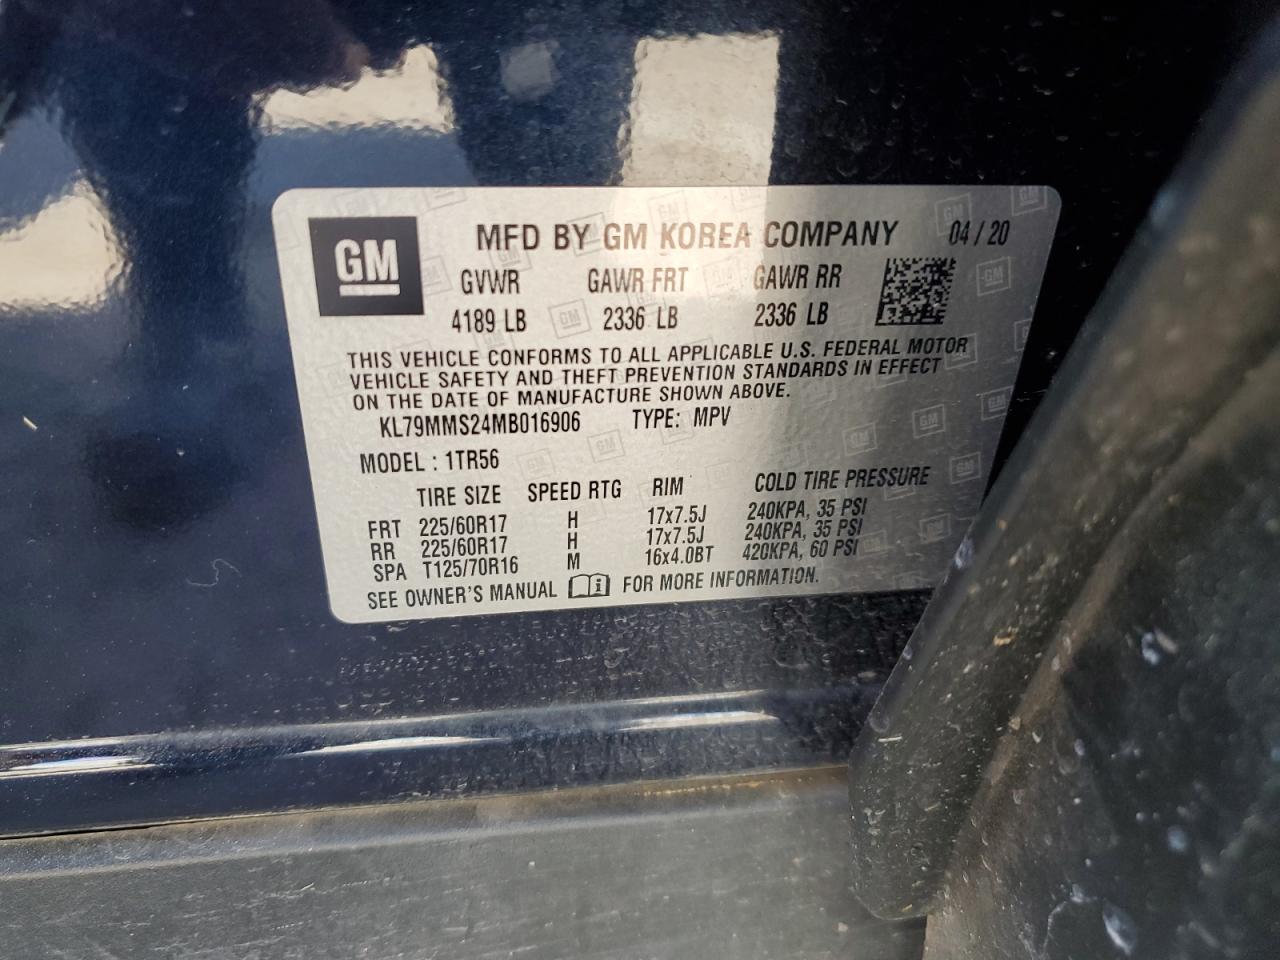 GM
MFD BY GM KOREA COMPANY 04 / 20
GVWR GAWR FRT GAWR RR
4189 LB 2336 LB 2336 LB
THIS VEHICLE CONFORMS TO ALL APPLICABLE U.S. FEDERAL MOTOR
VEHICLE SAFETY AND THEFT PREVENTION STANDARDS IN EFFECT
ON THE DATE OF MANUFACTURE SHOWN ABOVE.
KL79MMS24MB016906 TYPE: MPV
MODEL : 1TR56
TIRE SIZE SPEED RTG RIM COLD TIRE PRESSURE
FRT 225/60R17 H 17x7.5J 240KPA, 35 PSI
RR 225/60R17 H 17x7.5J 240KPA, 35 PSI
SPA T125/70R16 M 16x4.0BT 420KPA, 60 PSI
SEE OWNER'S MANUAL FOR MORE INFORMATION.